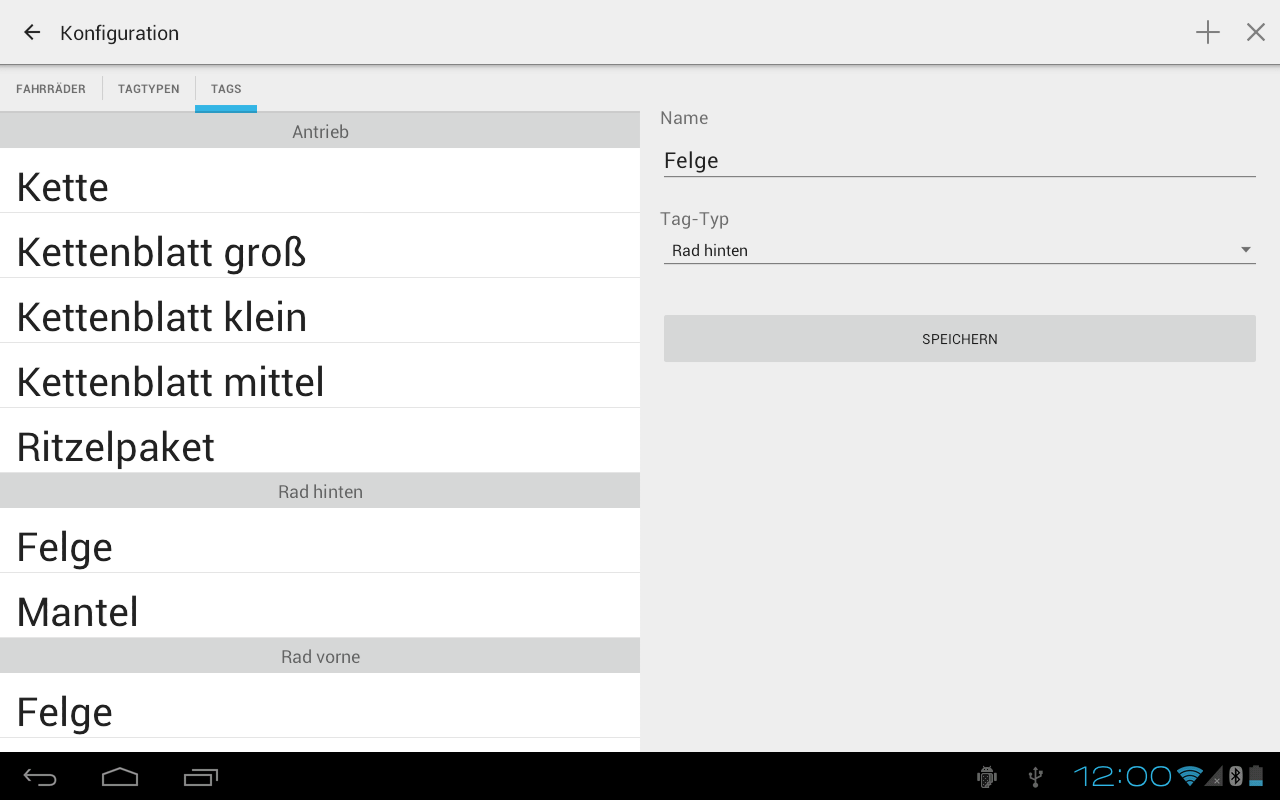 Konfiguration
FAHRRÄDER
TAGTYPEN
TAGS
Antrieb
Kette
Kettenblatt groß
Kettenblatt klein
Kettenblatt mittel
Ritzelpaket
Rad hinten
Felge
Mantel
Rad vorne
Felge
Name
Felge
Tag-Typ
Rad hinten
SPEICHERN
12:00